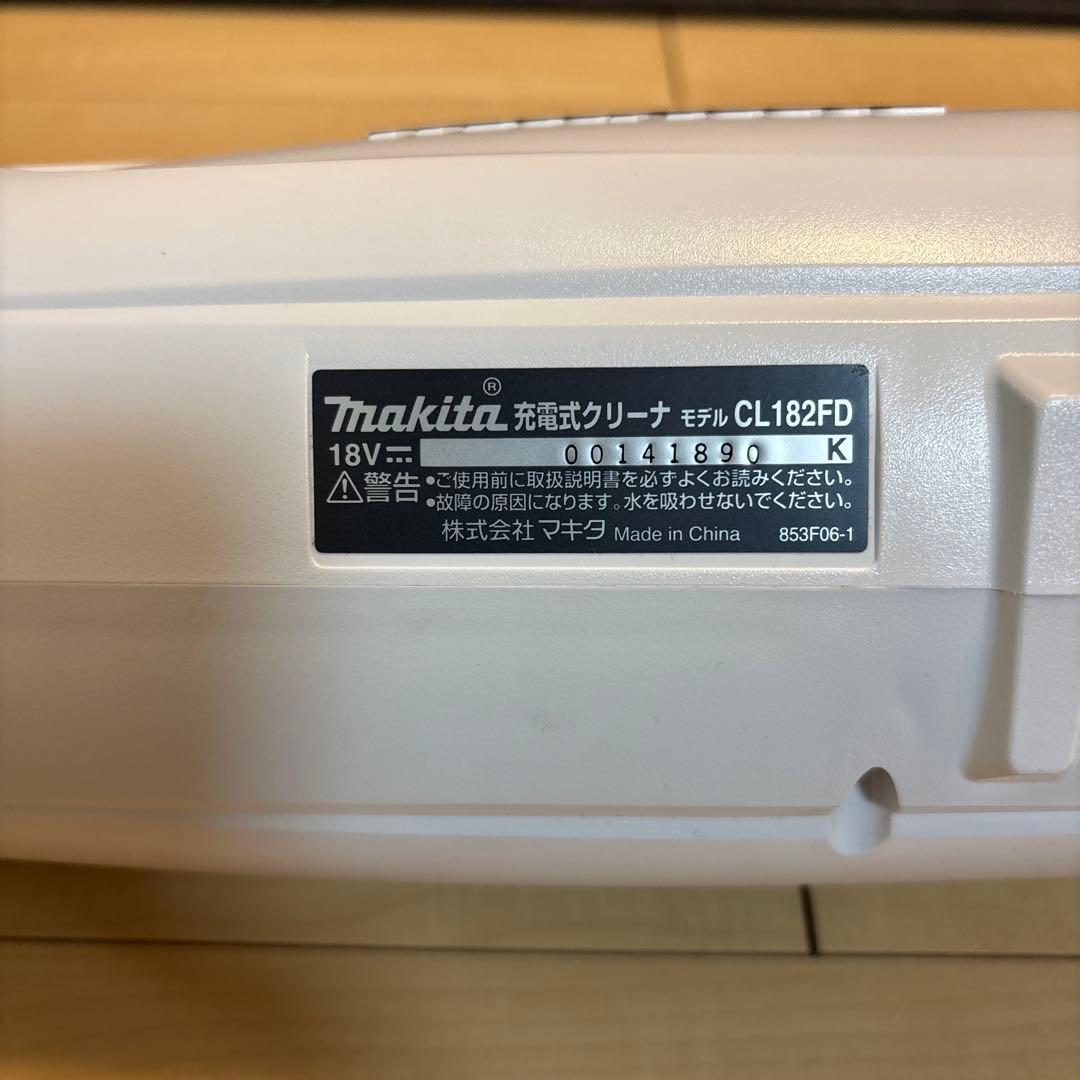 makita® 充電式クリーナ モデル CL182FD
18V⎓ 00141890 K
⚠警告 •ご使用前に取扱説明書を必ずよくお読みください。
•故障の原因になります。水を吸わせないでください。
株式会社マキタ Made in China 853F06-1